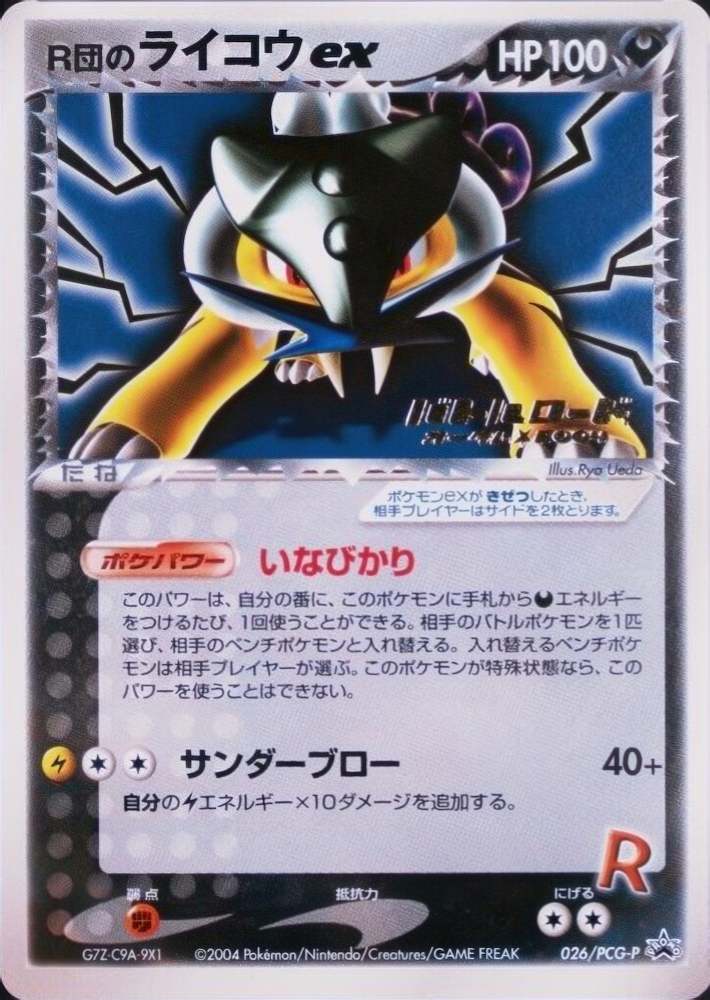 R団のライコウex HP100
バトルロード
たね Illus. Ryo Ueda
ポケモンexが きぜつしたとき、
相手プレイヤーはサイドを2枚とります。
ポケパワー いなびかり
このパワーは、自分の番に、このポケモンに手札からエネルギー
をつけるたび、1回使うことができる。相手のバトルポケモンを1匹
選び、相手のベンチポケモンと入れ替える。入れ替えるベンチポケ
モンは相手プレイヤーが選ぶ。このポケモンが特殊状態なら、この
パワーを使うことはできない。
サンダーブロー 40+
自分のエネルギー×10ダメージを追加する。
R
弱点 抵抗力 にげる
G7Z-C9A-9X1 ©2004 Pokémon/Nintendo/Creatures/GAME FREAK 026/PCG-P PROMO